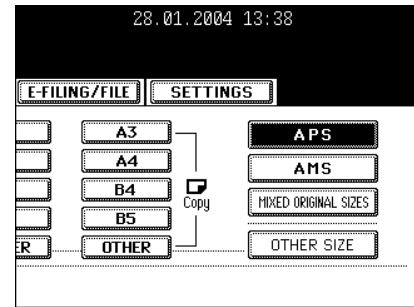 28.01.2004 13:38
E-FILING/FILE SETTINGS
A3 APS
A4 AMS
B4 Copy MIXED ORIGINAL SIZES
B5
ER OTHER OTHER SIZE